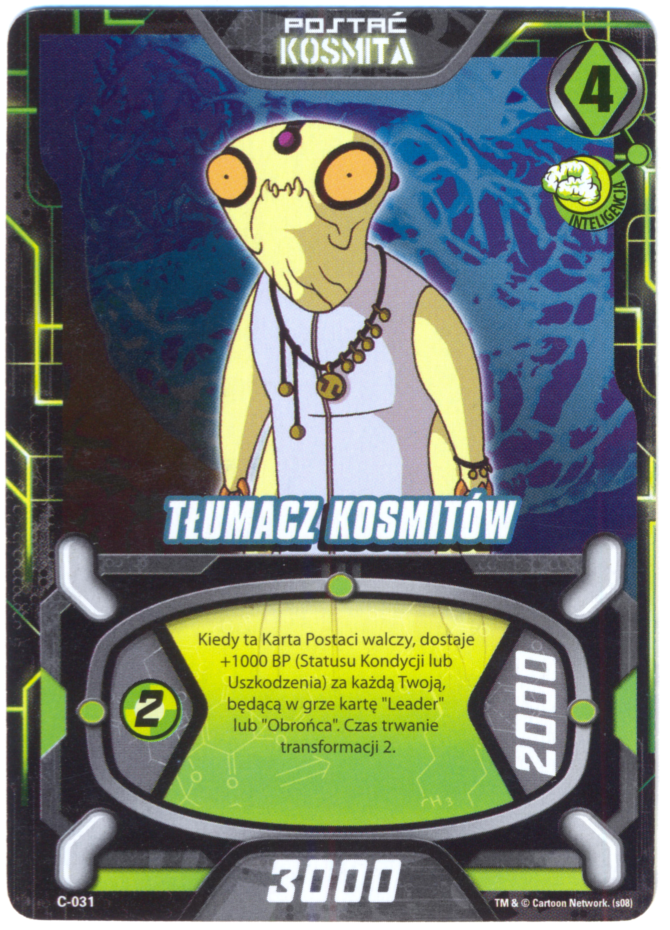 POSTAĆ
KOSMITA
4
INTELIGENCJA
TŁUMACZ KOSMITÓW
Kiedy ta Karta Postaci walczy, dostaje
+1000 BP (Statusu Kondycji lub
Uszkodzenia) za każdą Twoją,
będącą w grze kartę "Leader"
lub "Obrońca". Czas trwanie
transformacji 2.
2
2000
CH3
3000
C-031
TM & © Cartoon Network. (s08)